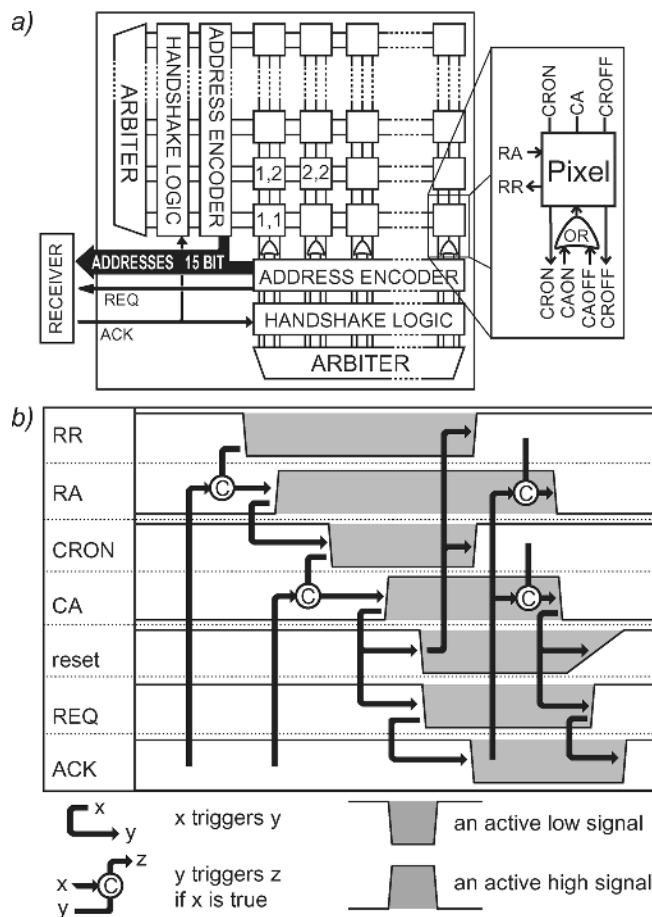 a)
ARBITER
HANDSHAKE LOGIC
ADDRESS ENCODER
1,2
2,2
1,1
CRON
CA
CROFF
RA
RR
Pixel
OR
CRON
CAON
CAOFF
CROFF
RECEIVER
ADDRESSES 15 BIT
REQ
ACK
ADDRESS ENCODER
HANDSHAKE LOGIC
ARBITER
b)
RR
RA
C
C
CRON
CA
C
C
reset
REQ
ACK
x
y
x triggers y
an active low signal
z
x
C
y
y triggers z
if x is true
an active high signal